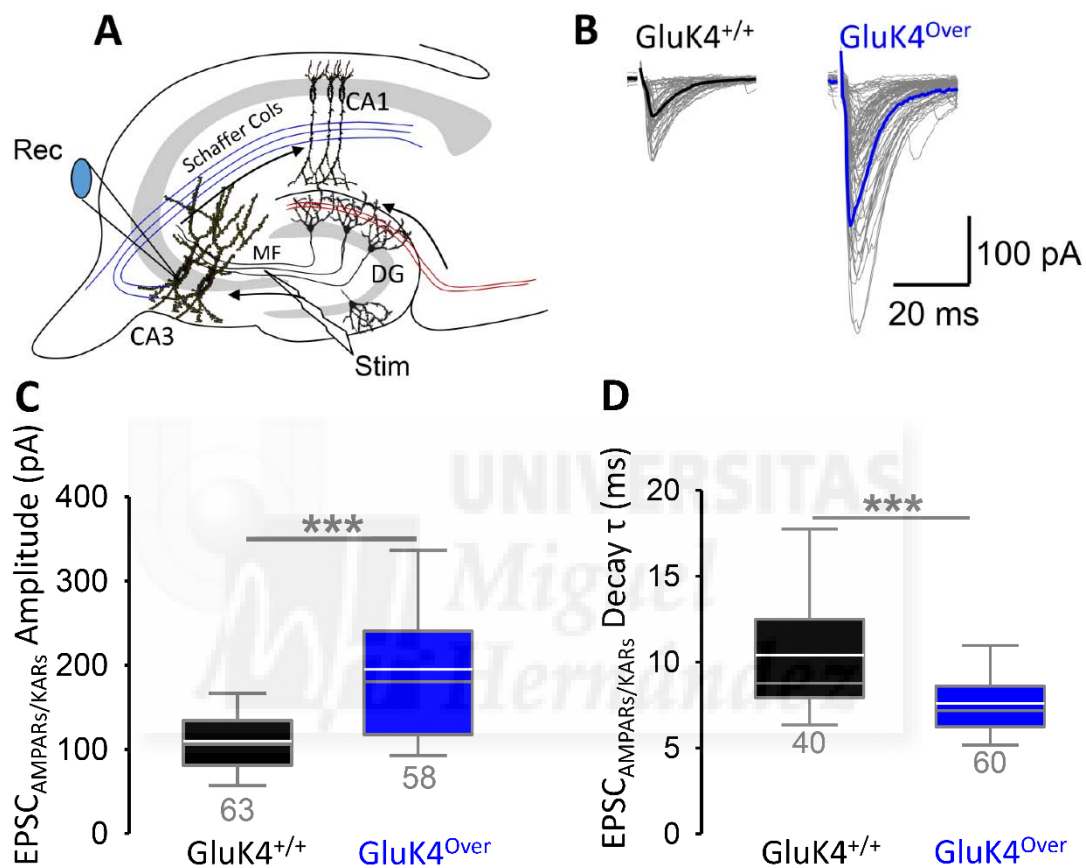 A
Rec
Schaffer Cols
CA1
MF
DG
CA3
Stim
B
GluK4+/+
GluK4Over
100 pA
20 ms
C
EPSCAMPARs/KARs Amplitude (pA)
400
300
200
100
0
***
63
58
GluK4+/+
GluK4Over
D
EPSCAMPARs/KARs Decay τ (ms)
20
15
10
5
0
***
40
60
GluK4+/+
GluK4Over
UNIVERSITAS
Miguel
Hernández